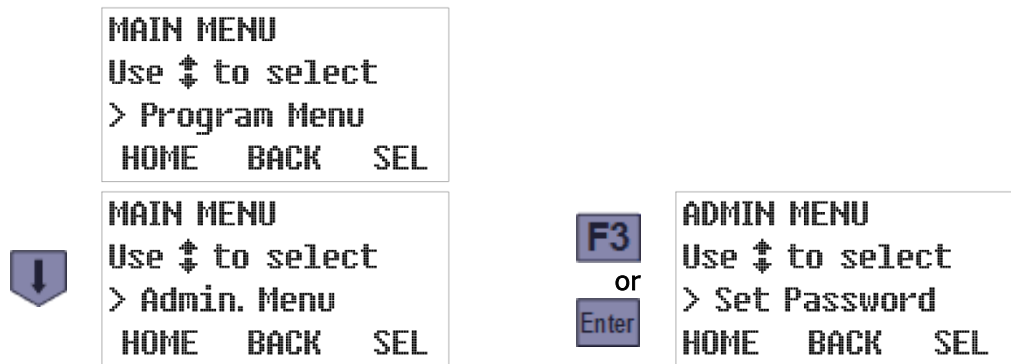 MAIN MENU
Use ↕ to select
> Program Menu
HOME BACK SEL
MAIN MENU
Use ↕ to select
> Admin. Menu
HOME BACK SEL
F3
or
Enter
ADMIN MENU
Use ↕ to select
> Set Password
HOME BACK SEL